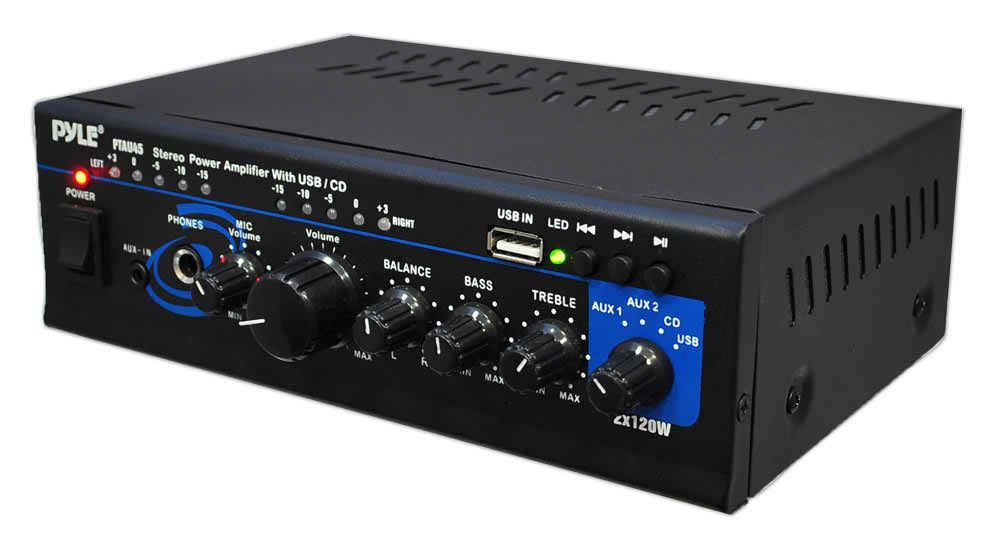 PYLE®
PTAU45
Stereo Power Amplifier With USB / CD
LEFT +3 0 -5 -10 -15
-15 -10 -5 0 +3 RIGHT
POWER
AUX-IN
PHONES
MIC
Volume
MIN
Volume
MAX
BALANCE
L R
BASS
MAX
TREBLE
MAX
USB IN
LED
AUX 1
AUX 2
CD
USB
2X120W